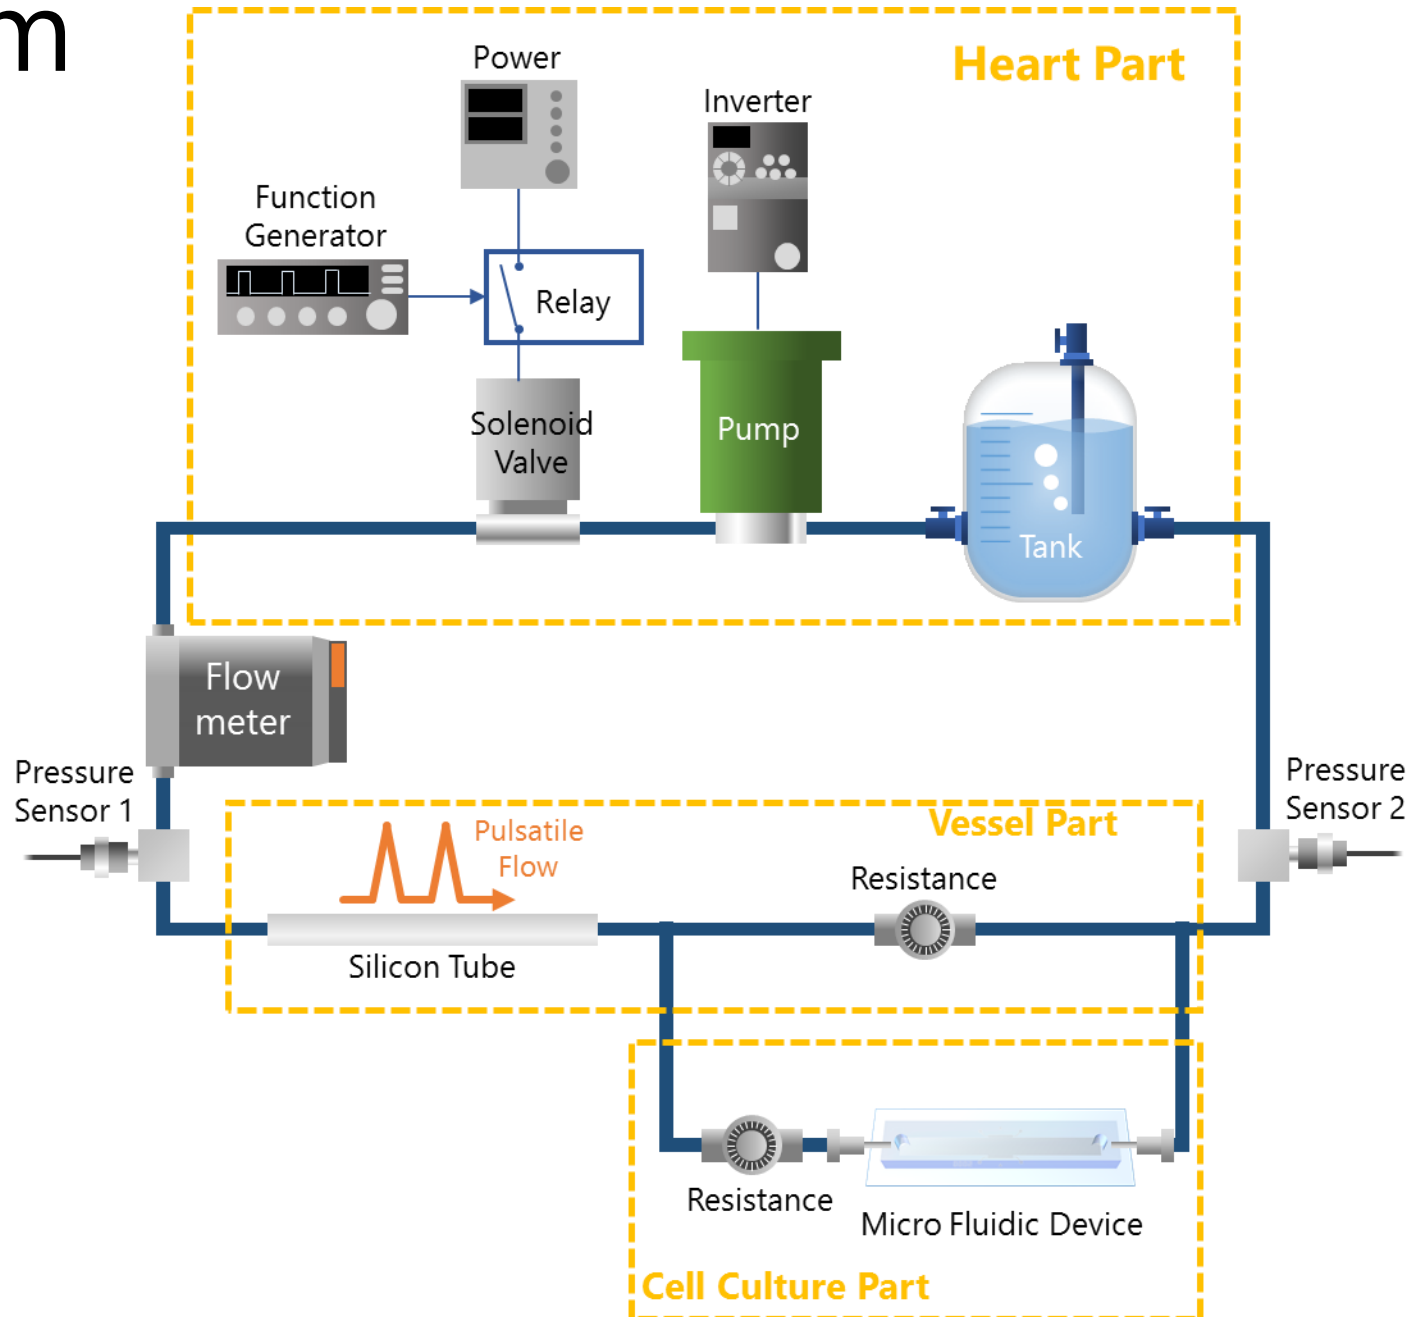 m
Heart Part
Power
Inverter
Function
Generator
Relay
Solenoid
Valve
Pump
Tank
Flow
meter
Pressure
Sensor 1
Pressure
Sensor 2
Vessel Part
Pulsatile
Flow
Resistance
Silicon Tube
Resistance
Micro Fluidic Device
Cell Culture Part